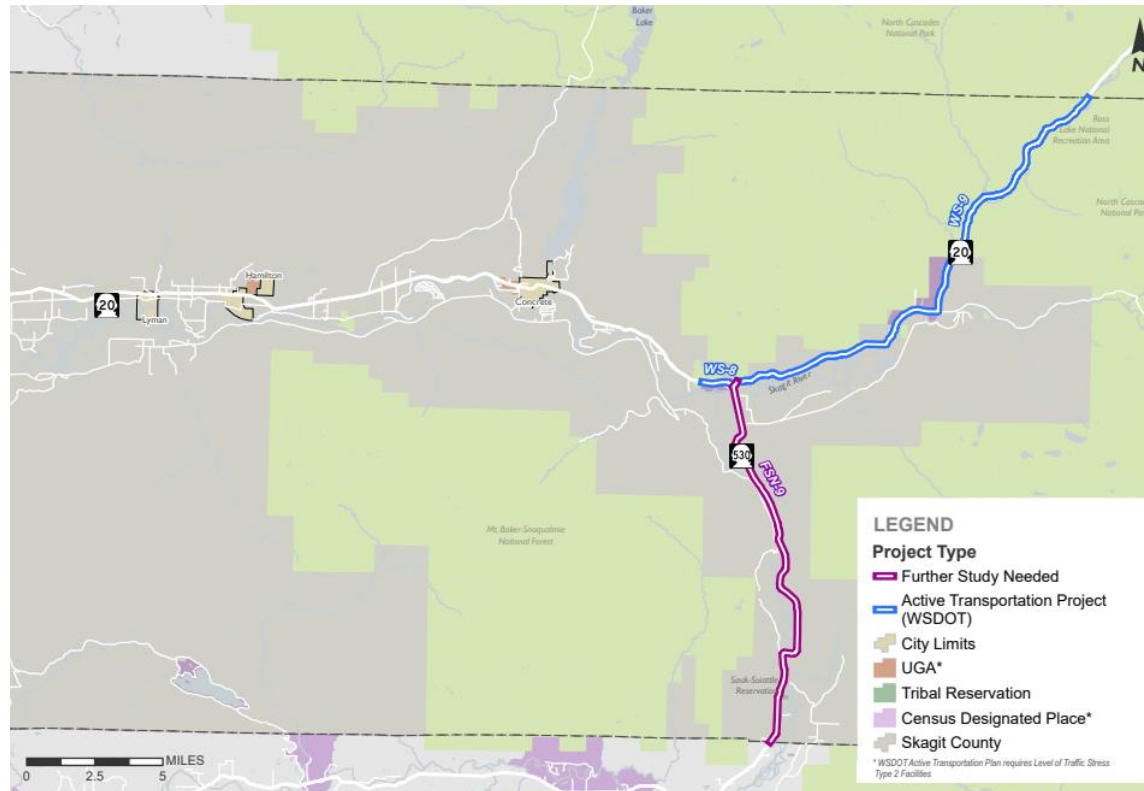 Baker
Lake
North Cascades
National Park
N
Ross
Lake National
Recreation Area
North Casca
National Pa
WS-9
20
Hamilton
20
Lyman
Concrete
WS-8
Skagit River
530
FSN-9
Mt. Baker-Snoqualmie
National Forest
Sauk-Suiattle
Reservation
LEGEND
Project Type
Further Study Needed
Active Transportation Project
(WSDOT)
City Limits
UGA*
Tribal Reservation
Census Designated Place*
Skagit County
* WSDOT Active Transportation Plan requires Level of Traffic Stress
Type 2 Facilities
MILES
0 2.5 5